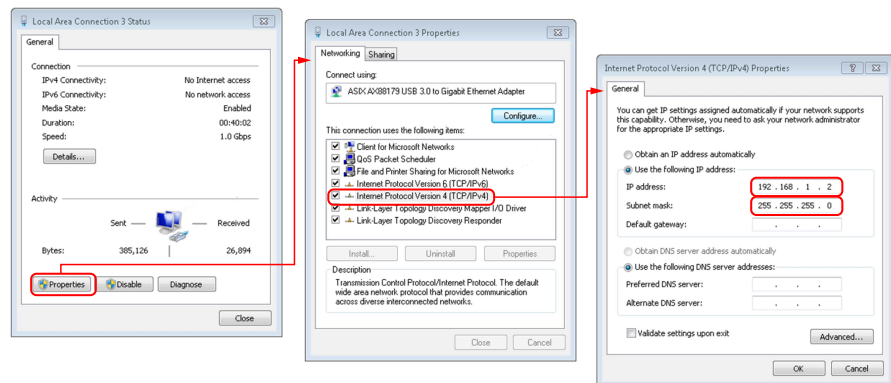 Local Area Connection 3 Status
General
Connection
IPv4 Connectivity: No Internet access
IPv6 Connectivity: No network access
Media State: Enabled
Duration: 00:40:02
Speed: 1.0 Gbps
Details...
Activity
Sent — — Received
Bytes: 385,126 | 26,894
Properties Disable Diagnose
Close
Local Area Connection 3 Properties
Networking Sharing
Connect using:
ASIX AX88179 USB 3.0 to Gigabit Ethernet Adapter
Configure...
This connection uses the following items:
Client for Microsoft Networks
QoS Packet Scheduler
File and Printer Sharing for Microsoft Networks
Internet Protocol Version 6 (TCP/IPv6)
Internet Protocol Version 4 (TCP/IPv4)
Link-Layer Topology Discovery Mapper I/O Driver
Link-Layer Topology Discovery Responder
Install... Uninstall Properties
Description
Transmission Control Protocol/Internet Protocol. The default
wide area network protocol that provides communication
across diverse interconnected networks.
Close Cancel
Internet Protocol Version 4 (TCP/IPv4) Properties
General
You can get IP settings assigned automatically if your network supports
this capability. Otherwise, you need to ask your network administrator
for the appropriate IP settings.
Obtain an IP address automatically
Use the following IP address:
IP address: 192 . 168 . 1 . 2
Subnet mask: 255 . 255 . 255 . 0
Default gateway: . . .
Obtain DNS server address automatically
Use the following DNS server addresses:
Preferred DNS server: . . .
Alternate DNS server: . . .
Validate settings upon exit
Advanced...
OK Cancel